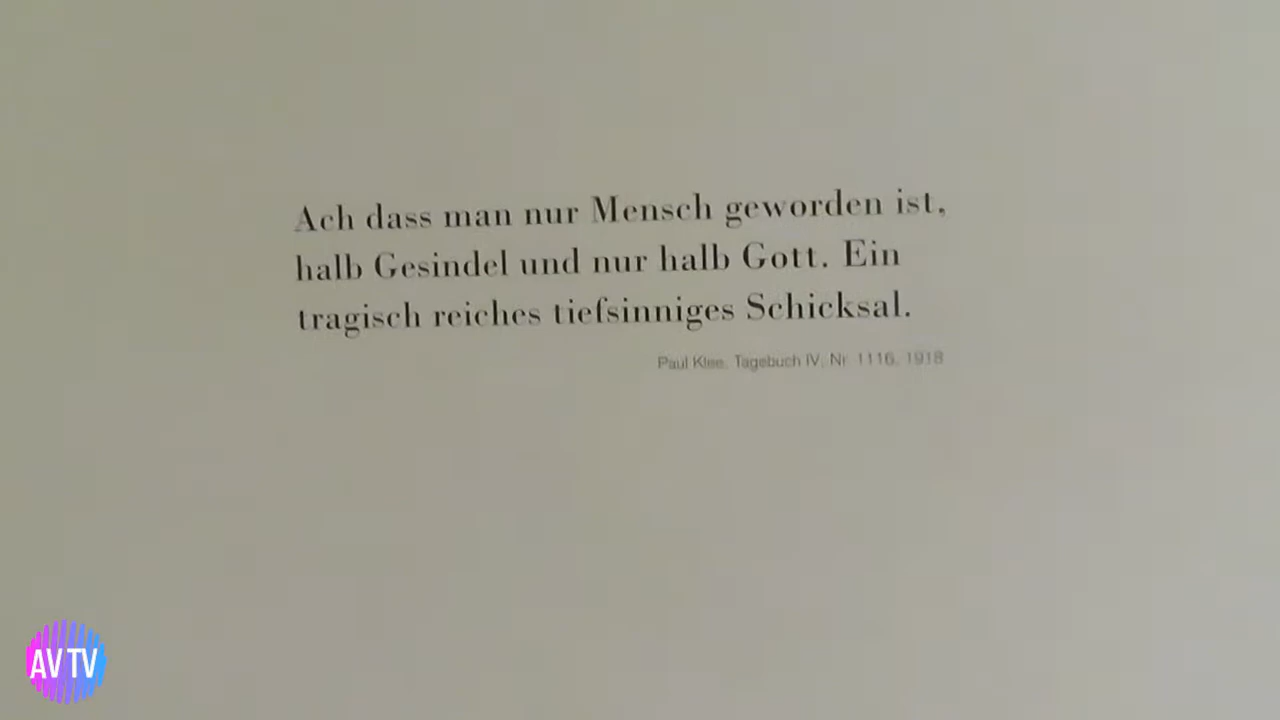 Ach dass man nur Mensch geworden ist,
halb Gesindel und nur halb Gott. Ein
tragisch reiches tiefsinniges Schicksal.
Paul Klee, Tagebuch IV, Nr. 1116, 1918
AV TV